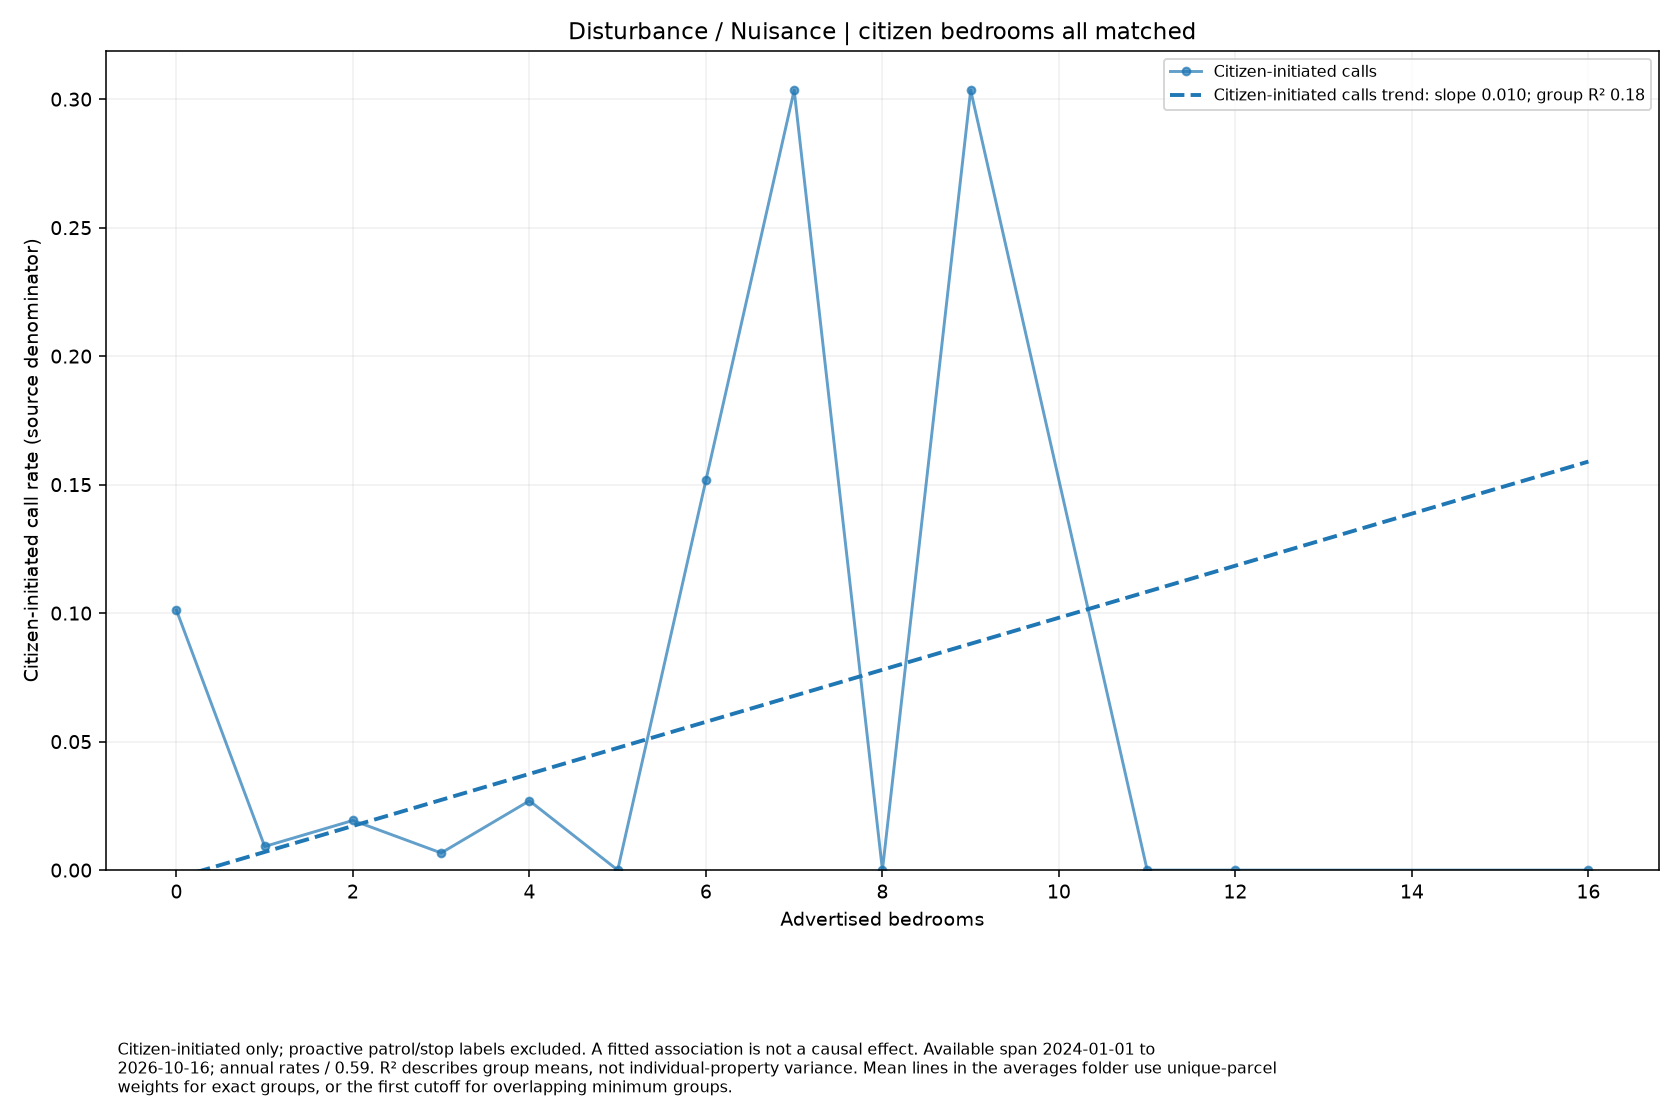 Disturbance / Nuisance | citizen bedrooms all matched
Citizen-initiated calls
Citizen-initiated calls trend: slope 0.010; group R² 0.18
Citizen-initiated call rate (source denominator)
0.30
0.25
0.20
0.15
0.10
0.05
0.00
0 2 4 6 8 10 12 14 16
Advertised bedrooms
Citizen-initiated only; proactive patrol/stop labels excluded. A fitted association is not a causal effect. Available span 2024-01-01 to
2026-10-16; annual rates / 0.59. R² describes group means, not individual-property variance. Mean lines in the averages folder use unique-parcel
weights for exact groups, or the first cutoff for overlapping minimum groups.